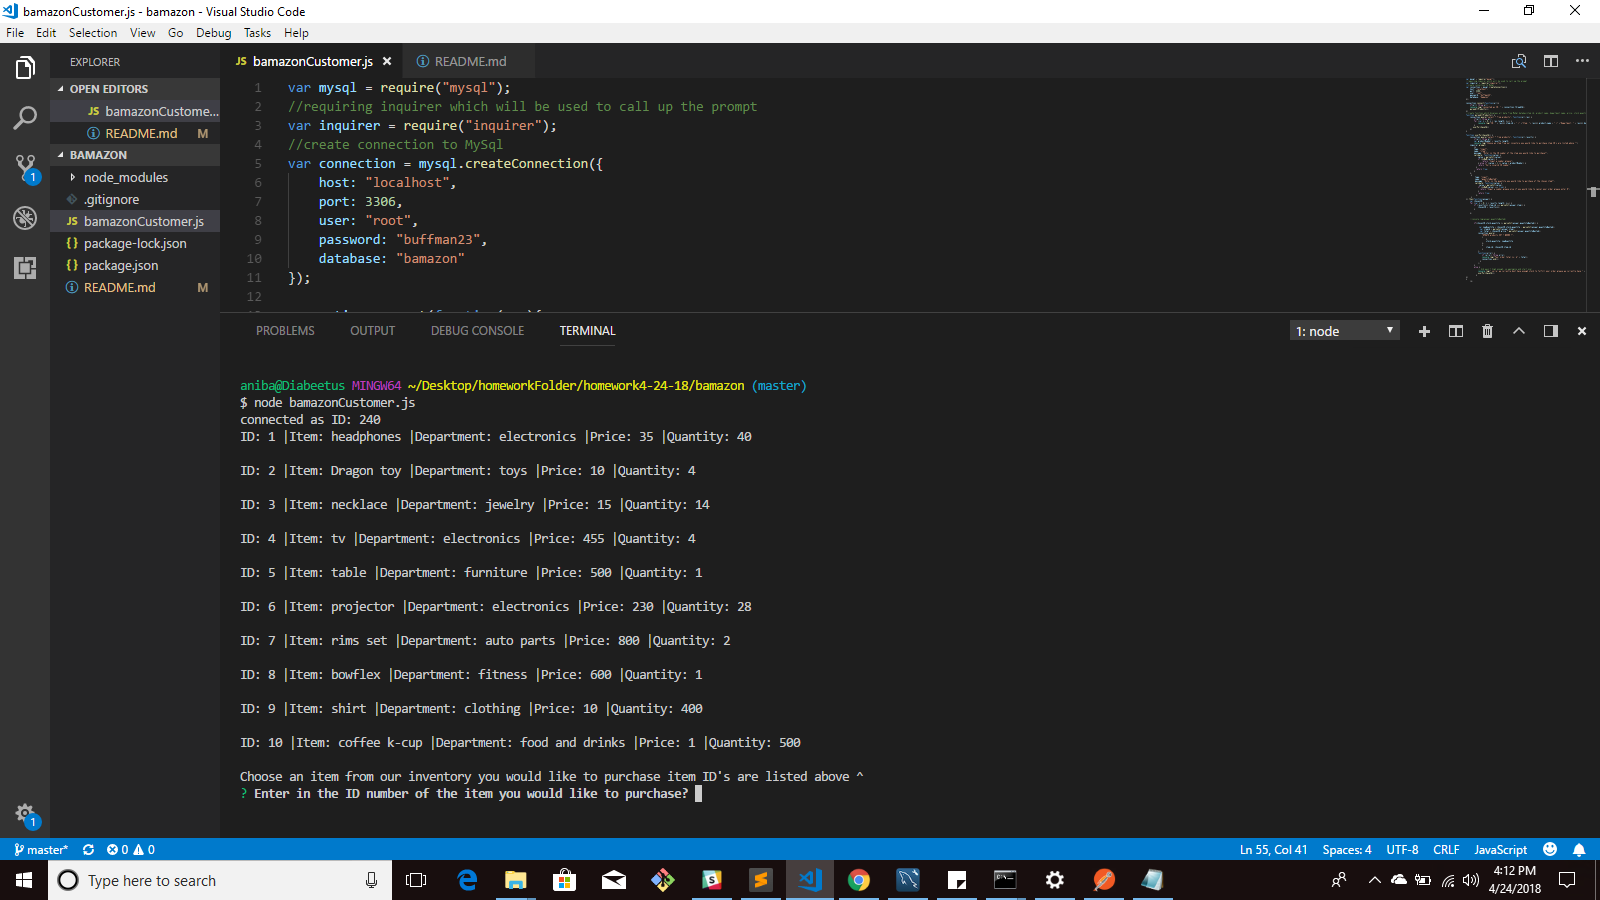 bamazonCustomer.js - bamazon - Visual Studio Code
File Edit Selection View Go Debug Tasks Help
EXPLORER
OPEN EDITORS
JS bamazonCustome...
README.md M
BAMAZON
node_modules
.gitignore
JS bamazonCustomer.js
{} package-lock.json
{} package.json
README.md M
1
1
JS bamazonCustomer.js README.md
1 var mysql = require("mysql");
2 //requiring inquirer which will be used to call up the prompt
3 var inquirer = require("inquirer");
4 //create connection to MySql
5 var connection = mysql.createConnection({
6 host: "localhost",
7 port: 3306,
8 user: "root",
9 password: "buffman23",
10 database: "bamazon"
11 });
12
PROBLEMS OUTPUT DEBUG CONSOLE TERMINAL 1: node
aniba@Diabeetus MINGW64 ~/Desktop/homeworkFolder/homework4-24-18/bamazon (master)
$ node bamazonCustomer.js
connected as ID: 240
ID: 1 |Item: headphones |Department: electronics |Price: 35 |Quantity: 40
ID: 2 |Item: Dragon toy |Department: toys |Price: 10 |Quantity: 4
ID: 3 |Item: necklace |Department: jewelry |Price: 15 |Quantity: 14
ID: 4 |Item: tv |Department: electronics |Price: 455 |Quantity: 4
ID: 5 |Item: table |Department: furniture |Price: 500 |Quantity: 1
ID: 6 |Item: projector |Department: electronics |Price: 230 |Quantity: 28
ID: 7 |Item: rims set |Department: auto parts |Price: 800 |Quantity: 2
ID: 8 |Item: bowflex |Department: fitness |Price: 600 |Quantity: 1
ID: 9 |Item: shirt |Department: clothing |Price: 10 |Quantity: 400
ID: 10 |Item: coffee k-cup |Department: food and drinks |Price: 1 |Quantity: 500
Choose an item from our inventory you would like to purchase item ID's are listed above ^
? Enter in the ID number of the item you would like to purchase?
master* 0 0 Ln 55, Col 41 Spaces: 4 UTF-8 CRLF JavaScript
Type here to search
4:12 PM
4/24/2018